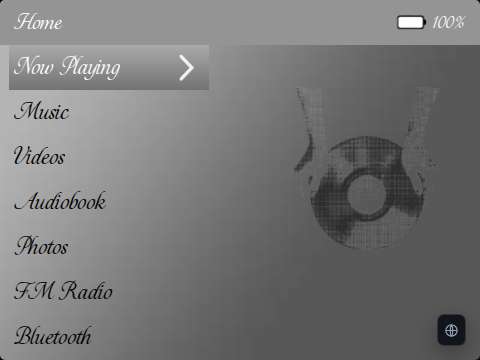 Home
100%
Now Playing
Music
Videos
Audiobook
Photos
FM Radio
Bluetooth